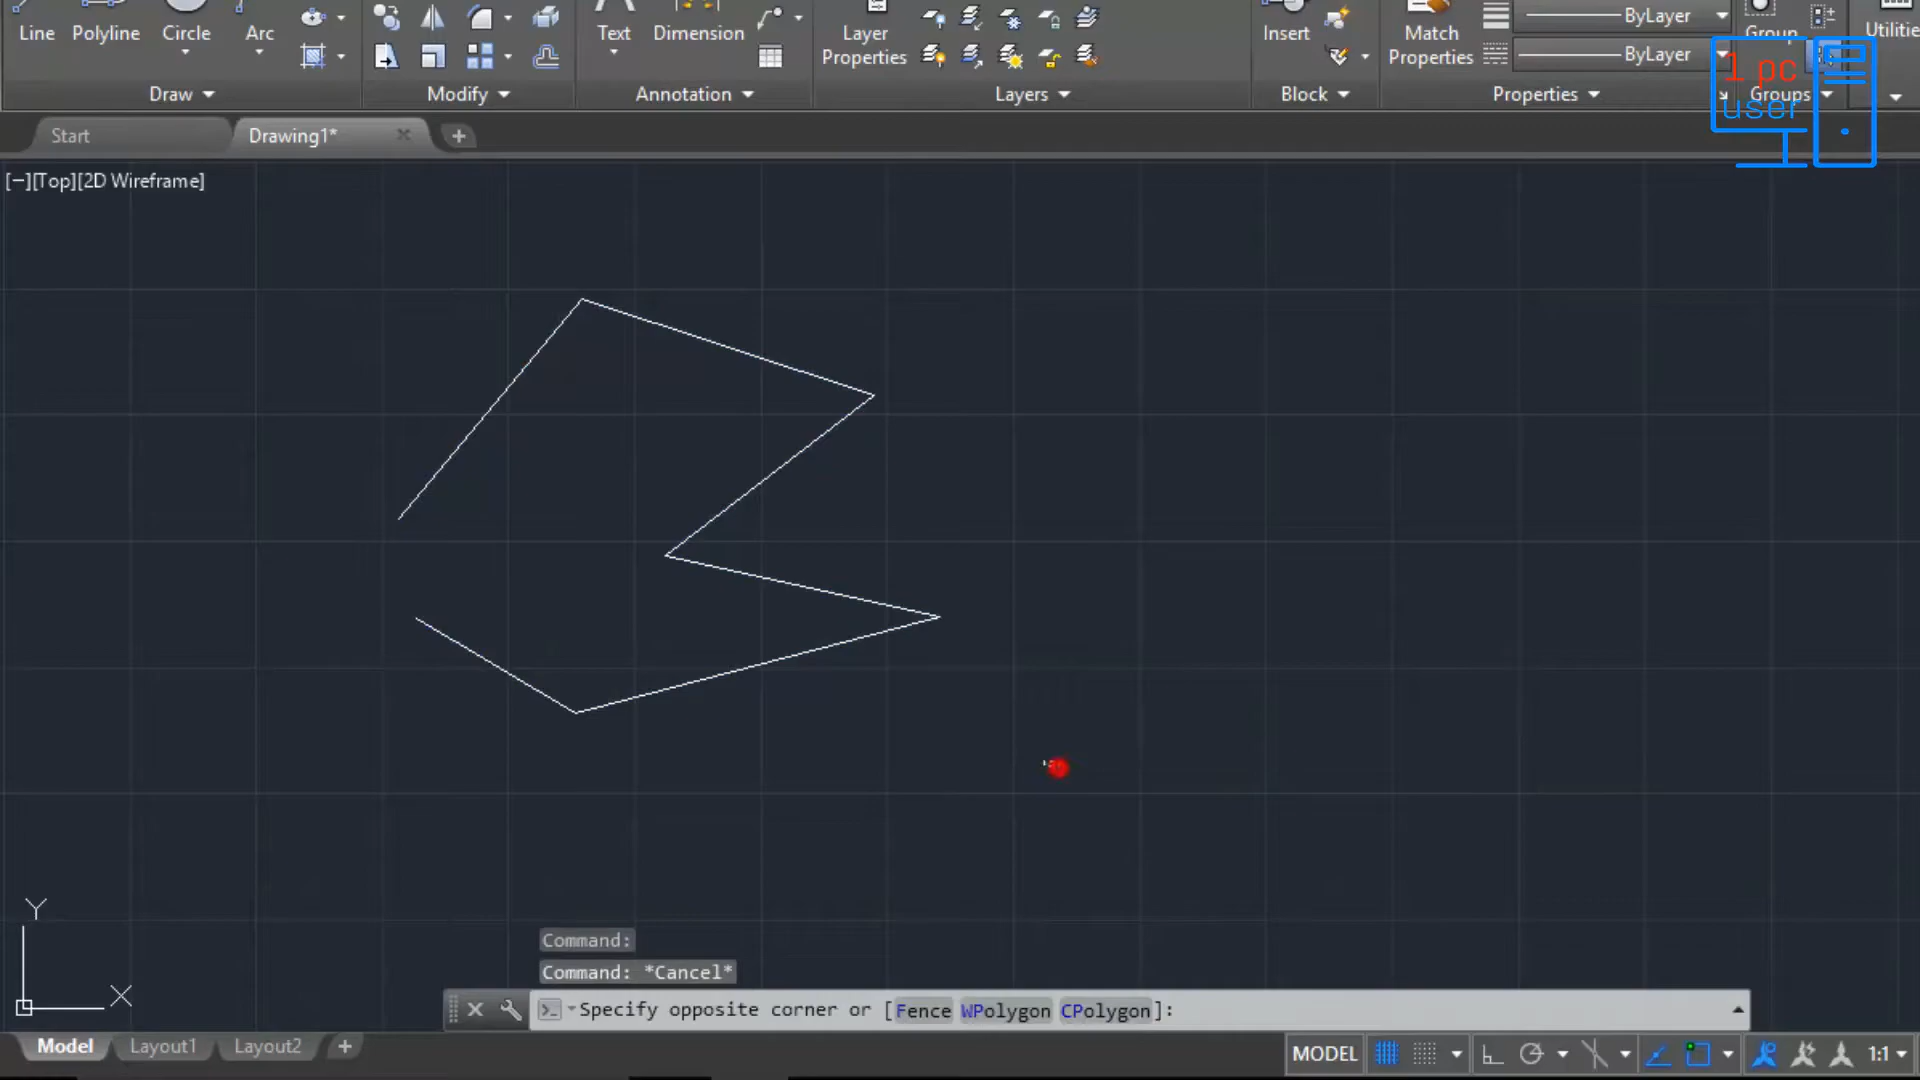 Line Polyline Circle Arc Text Dimension Layer Properties Insert Match Properties ByLayer ByLayer Group
Draw Modify Annotation Layers Block Properties Groups
1 pc
user
Start Drawing1* +
[−][Top][2D Wireframe]
Y
X
Command:
Command: *Cancel*
Specify opposite corner or [Fence WPolygon CPolygon]:
Model Layout1 Layout2 +
MODEL 1:1